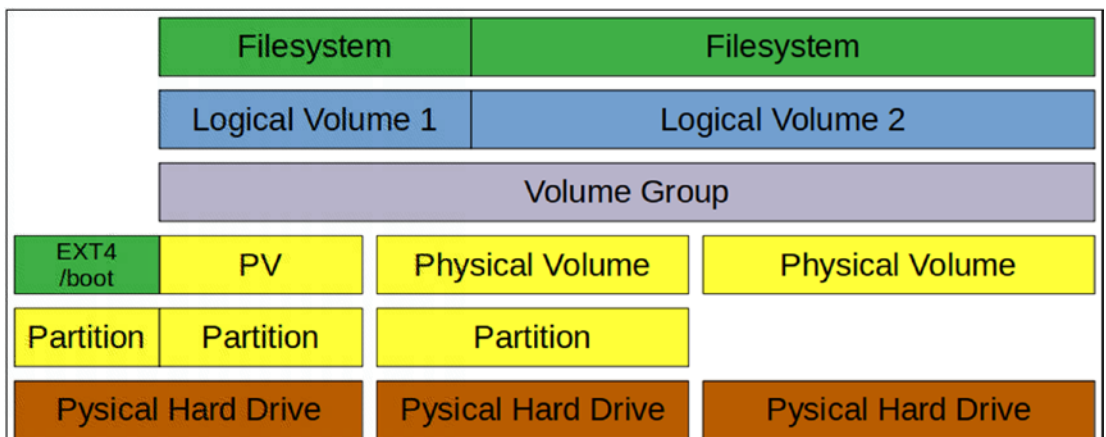 Filesystem Filesystem
Logical Volume 1 Logical Volume 2
Volume Group
EXT4
/boot
PV Physical Volume Physical Volume
Partition Partition Partition
Pysical Hard Drive Pysical Hard Drive Pysical Hard Drive